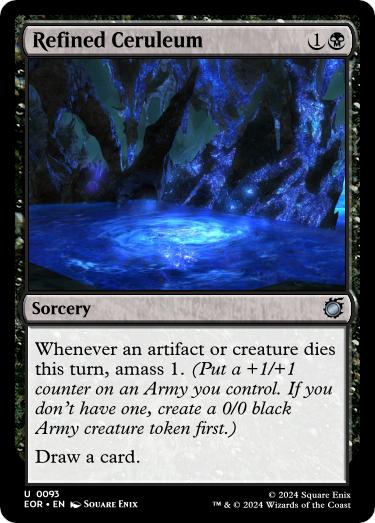 Refined Ceruleum 1
Sorcery
Whenever an artifact or creature dies
this turn, amass 1. (Put a +1/+1
counter on an Army you control. If you
don't have one, create a 0/0 black
Army creature token first.)
Draw a card.
U 0093
EOR • EN SQUARE ENIX
© 2024 Square Enix
™ & © 2024 Wizards of the Coast